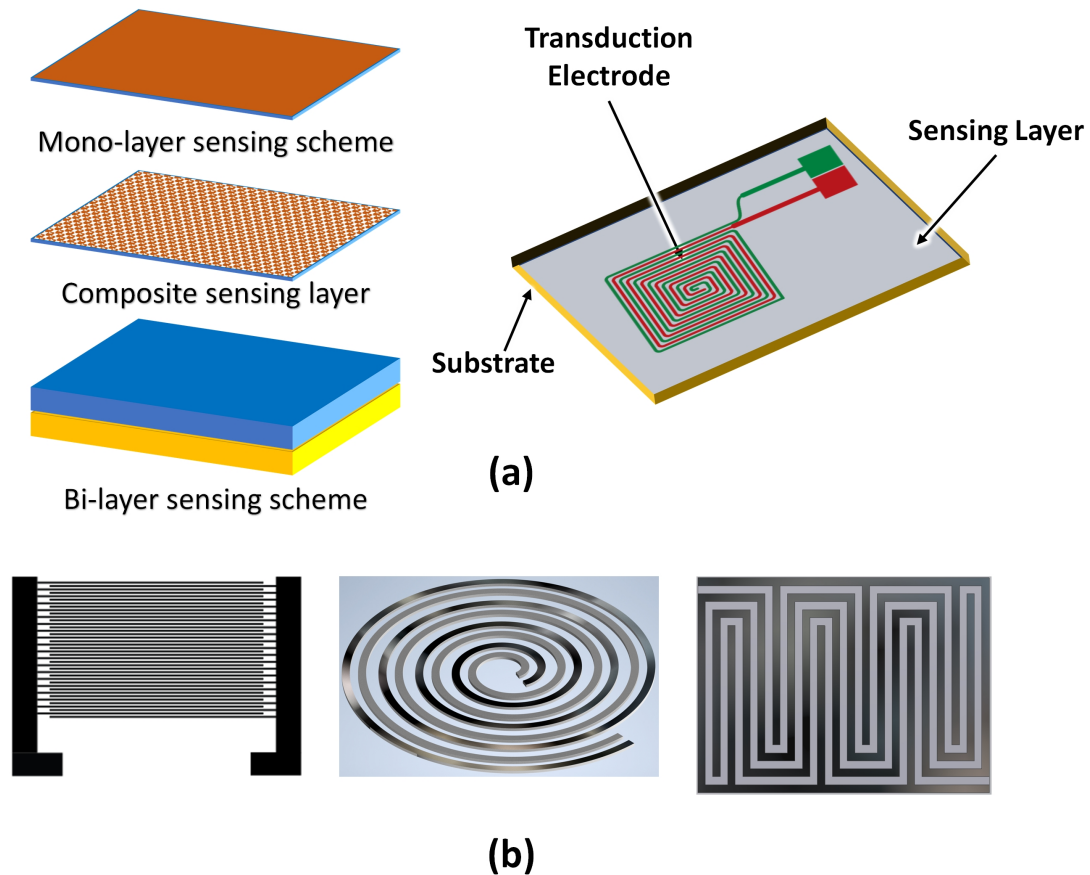 Mono-layer sensing scheme
Composite sensing layer
Bi-layer sensing scheme
Transduction
Electrode
Sensing Layer
Substrate
(a)
(b)